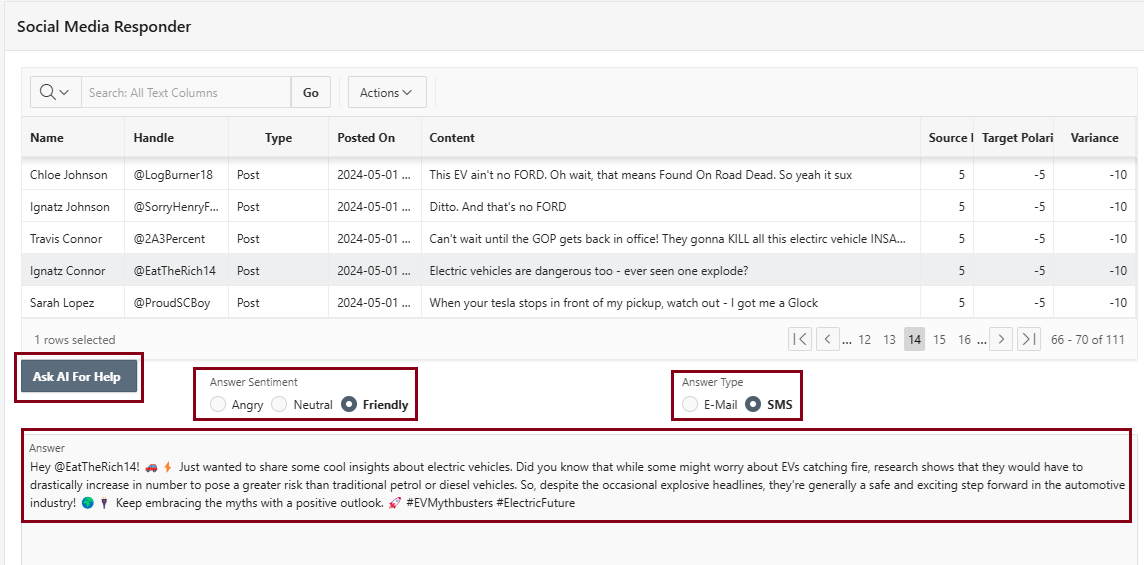 Social Media Responder
Search: All Text Columns Go Actions
Name Handle Type Posted On Content Source Target Polari Variance
Chloe Johnson @LogBurner18 Post 2024-05-01 ... This EV ain't no FORD. Oh wait, that means Found On Road Dead. So yeah it sux 5 -5 -10
Ignatz Johnson @SorryHenryF... Post 2024-05-01 ... Ditto. And that's no FORD 5 -5 -10
Travis Connor @2A3Percent Post 2024-05-01 ... Can't wait until the GOP gets back in office! They gonna KILL all this electirc vehicle INSA... 5 -5 -10
Ignatz Connor @EatTheRich14 Post 2024-05-01 ... Electric vehicles are dangerous too - ever seen one explode? 5 -5 -10
Sarah Lopez @ProudSCBoy Post 2024-05-01 ... When your tesla stops in front of my pickup, watch out - I got me a Glock 5 -5 -10
1 rows selected ... 12 13 14 15 16 ... 66 - 70 of 111
Ask AI For Help
Answer Sentiment
Angry Neutral Friendly
Answer Type
E-Mail SMS
Answer
Hey @EatTheRich14! 🚗 ⚡ Just wanted to share some cool insights about electric vehicles. Did you know that while some might worry about EVs catching fire, research shows that they would have to
drastically increase in number to pose a greater risk than traditional petrol or diesel vehicles. So, despite the occasional explosive headlines, they're generally a safe and exciting step forward in the automotive
industry! 🌍 🎙 Keep embracing the myths with a positive outlook. 🚀 #EVMythbusters #ElectricFuture